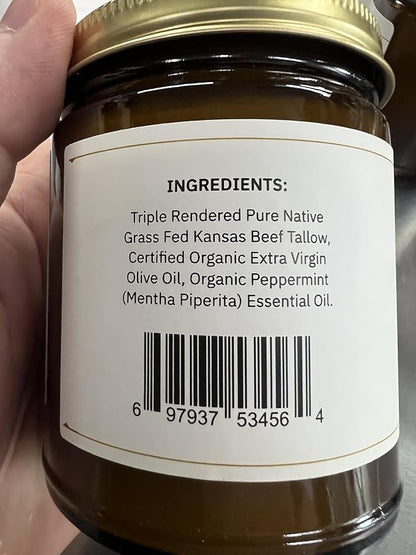 INGREDIENTS:
Triple Rendered Pure Native
Grass Fed Kansas Beef Tallow,
Certified Organic Extra Virgin
Olive Oil, Organic Peppermint
(Mentha Piperita) Essential Oil.
6 97937 53456 4